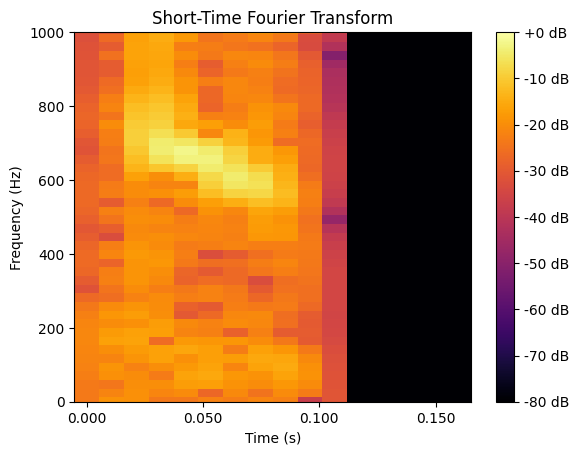 Short-Time Fourier Transform
1000
800
600
400
200
0
Frequency (Hz)
0.000
0.050
0.100
0.150
Time (s)
+0 dB
-10 dB
-20 dB
-30 dB
-40 dB
-50 dB
-60 dB
-70 dB
-80 dB